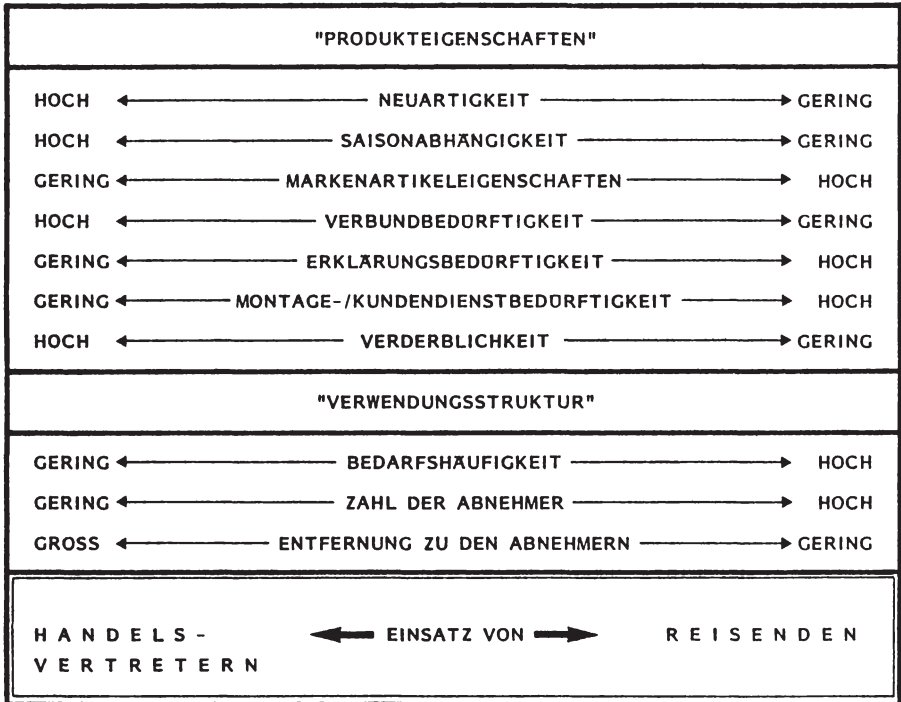 "PRODUKTEIGENSCHAFTEN"
HOCH NEUARTIGKEIT GERING
HOCH SAISONABHÄNGIGKEIT GERING
GERING MARKENARTIKELEIGENSCHAFTEN HOCH
HOCH VERBUNDBEDÜRFTIGKEIT GERING
GERING ERKLÄRUNGSBEDÜRFTIGKEIT HOCH
GERING MONTAGE-/KUNDENDIENSTBEDÜRFTIGKEIT HOCH
HOCH VERDERBLICHKEIT GERING
"VERWENDUNGSSTRUKTUR"
GERING BEDARFSHÄUFIGKEIT HOCH
GERING ZAHL DER ABNEHMER HOCH
GROSS ENTFERNUNG ZU DEN ABNEHMERN GERING
HANDELS- EINSATZ VON REISENDEN
VERTRETERN